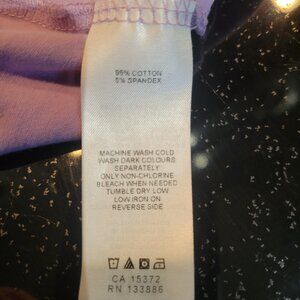 95% COTTON
5% SPANDEX
MACHINE WASH COLD
WASH DARK COLOURS
SEPARATELY
ONLY NON-CHLORINE
BLEACH WHEN NEEDED
TUMBLE DRY LOW
LOW IRON ON
REVERSE SIDE
CA 15372
RN 133886